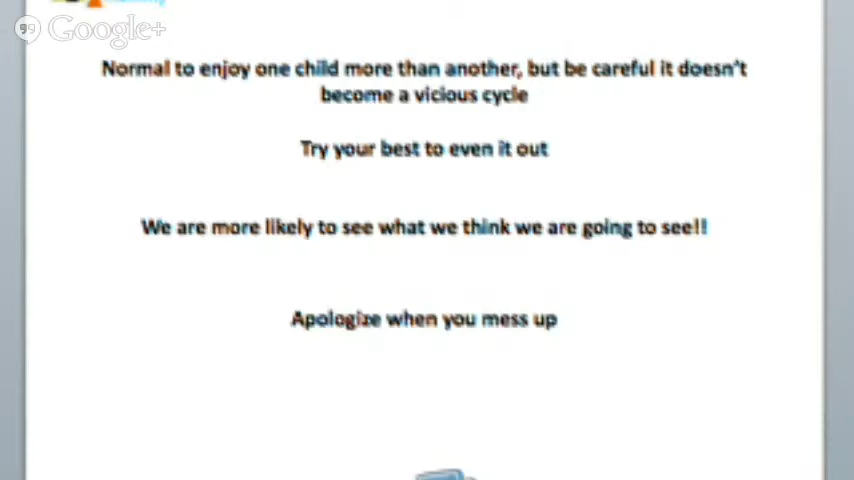 Google+
Normal to enjoy one child more than another, but be careful it doesn't
become a vicious cycle
Try your best to even it out
We are more likely to see what we think we are going to see!!
Apologize when you mess up